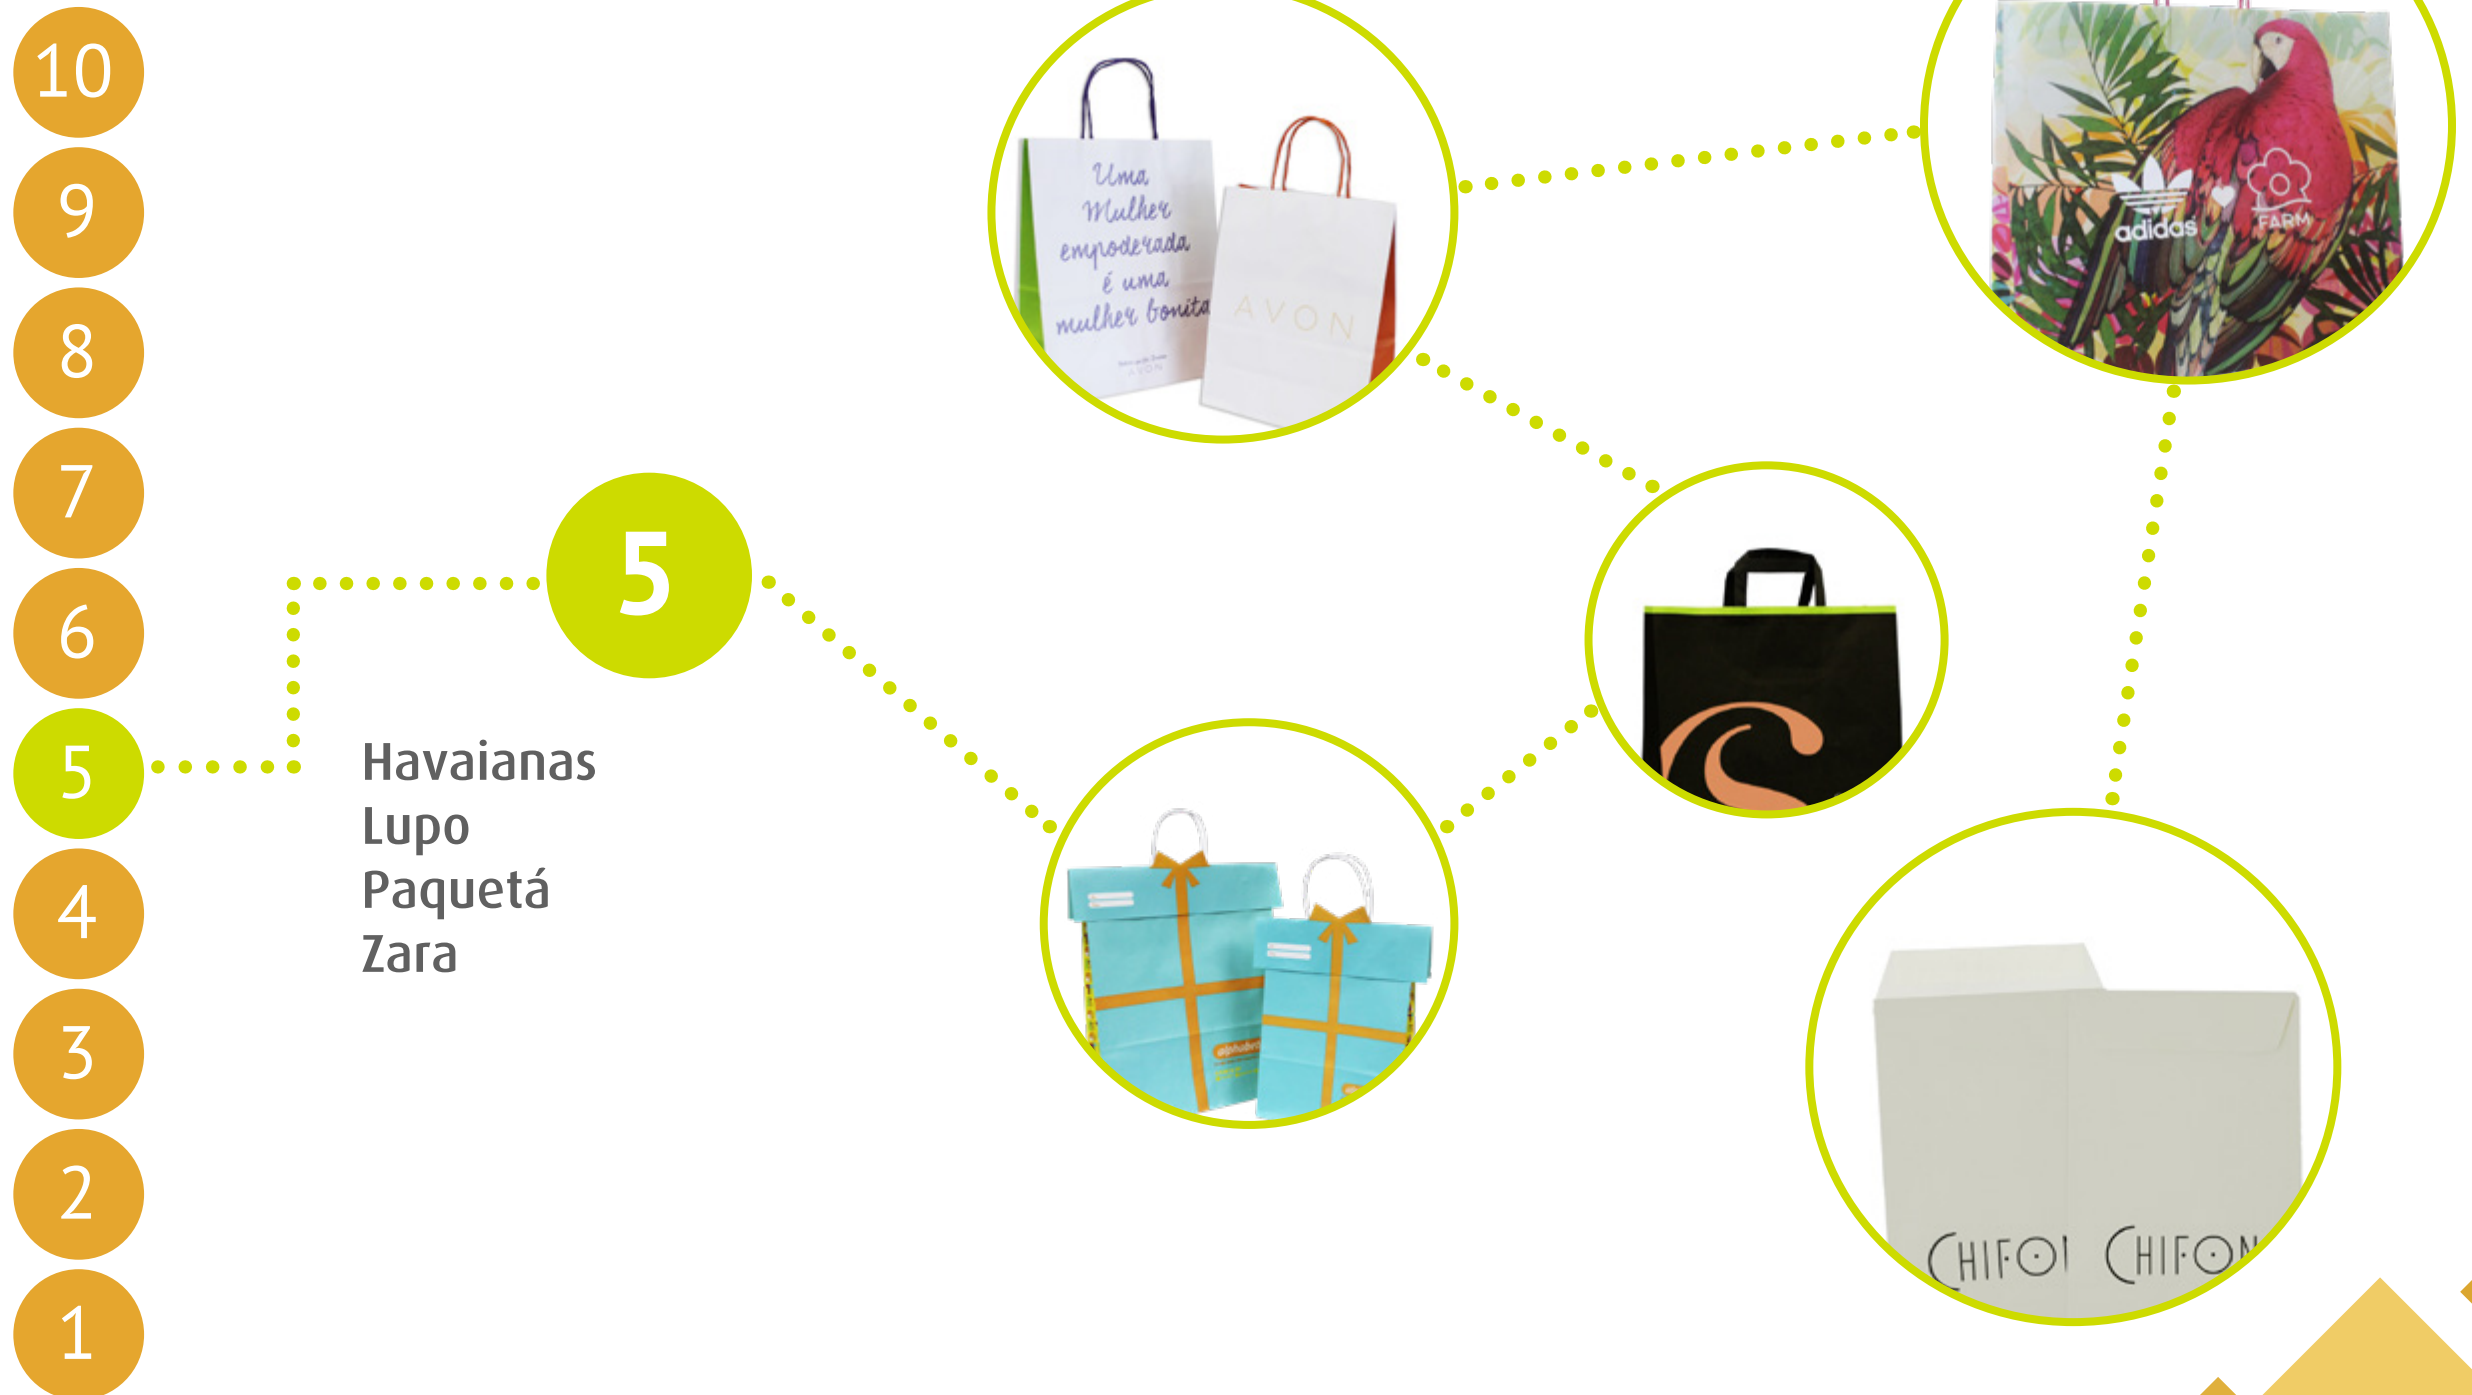 10
9
8
7
6
5
4
3
2
1
5
Havaianas
Lupo
Paquetá
Zara
Uma
Mulher
empoderada
é uma
mulher bonita
AVON
AVON
adidas
FARM
CHIFON